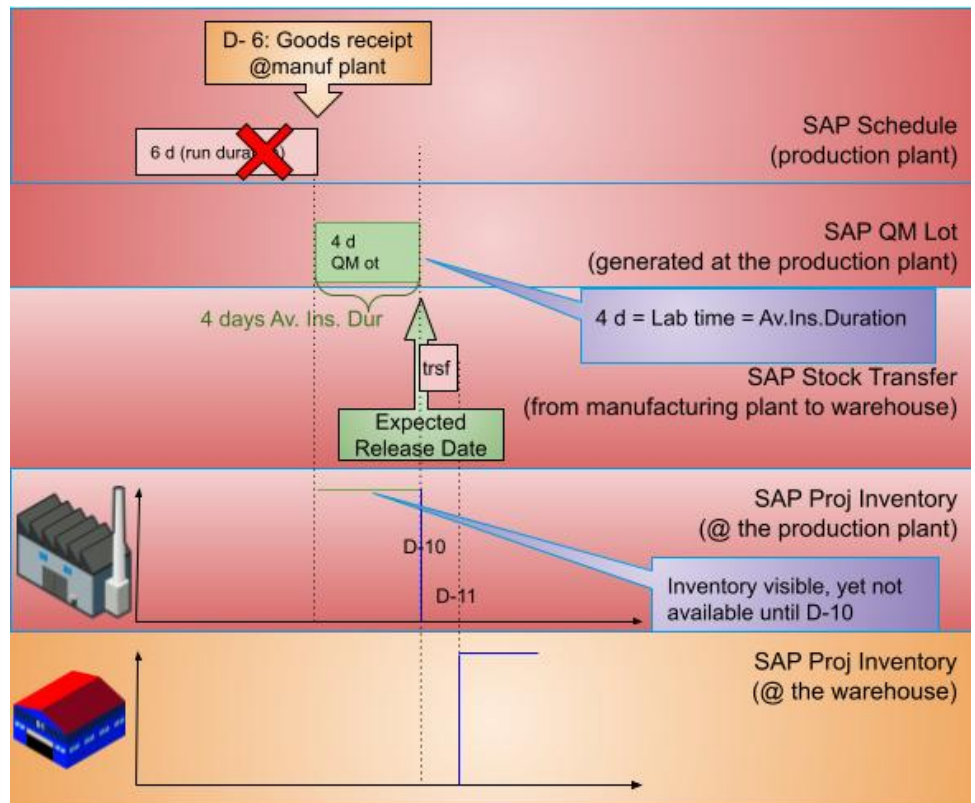 D- 6: Goods receipt
@manuf plant
SAP Schedule
(production plant)
6 d (run duration)
SAP QM Lot
(generated at the production plant)
4 d
QM ot
4 days Av. Ins. Dur
4 d = Lab time = Av.Ins.Duration
trsf
SAP Stock Transfer
(from manufacturing plant to warehouse)
Expected
Release Date
SAP Proj Inventory
(@ the production plant)
D-10
D-11
Inventory visible, yet not
available until D-10
SAP Proj Inventory
(@ the warehouse)